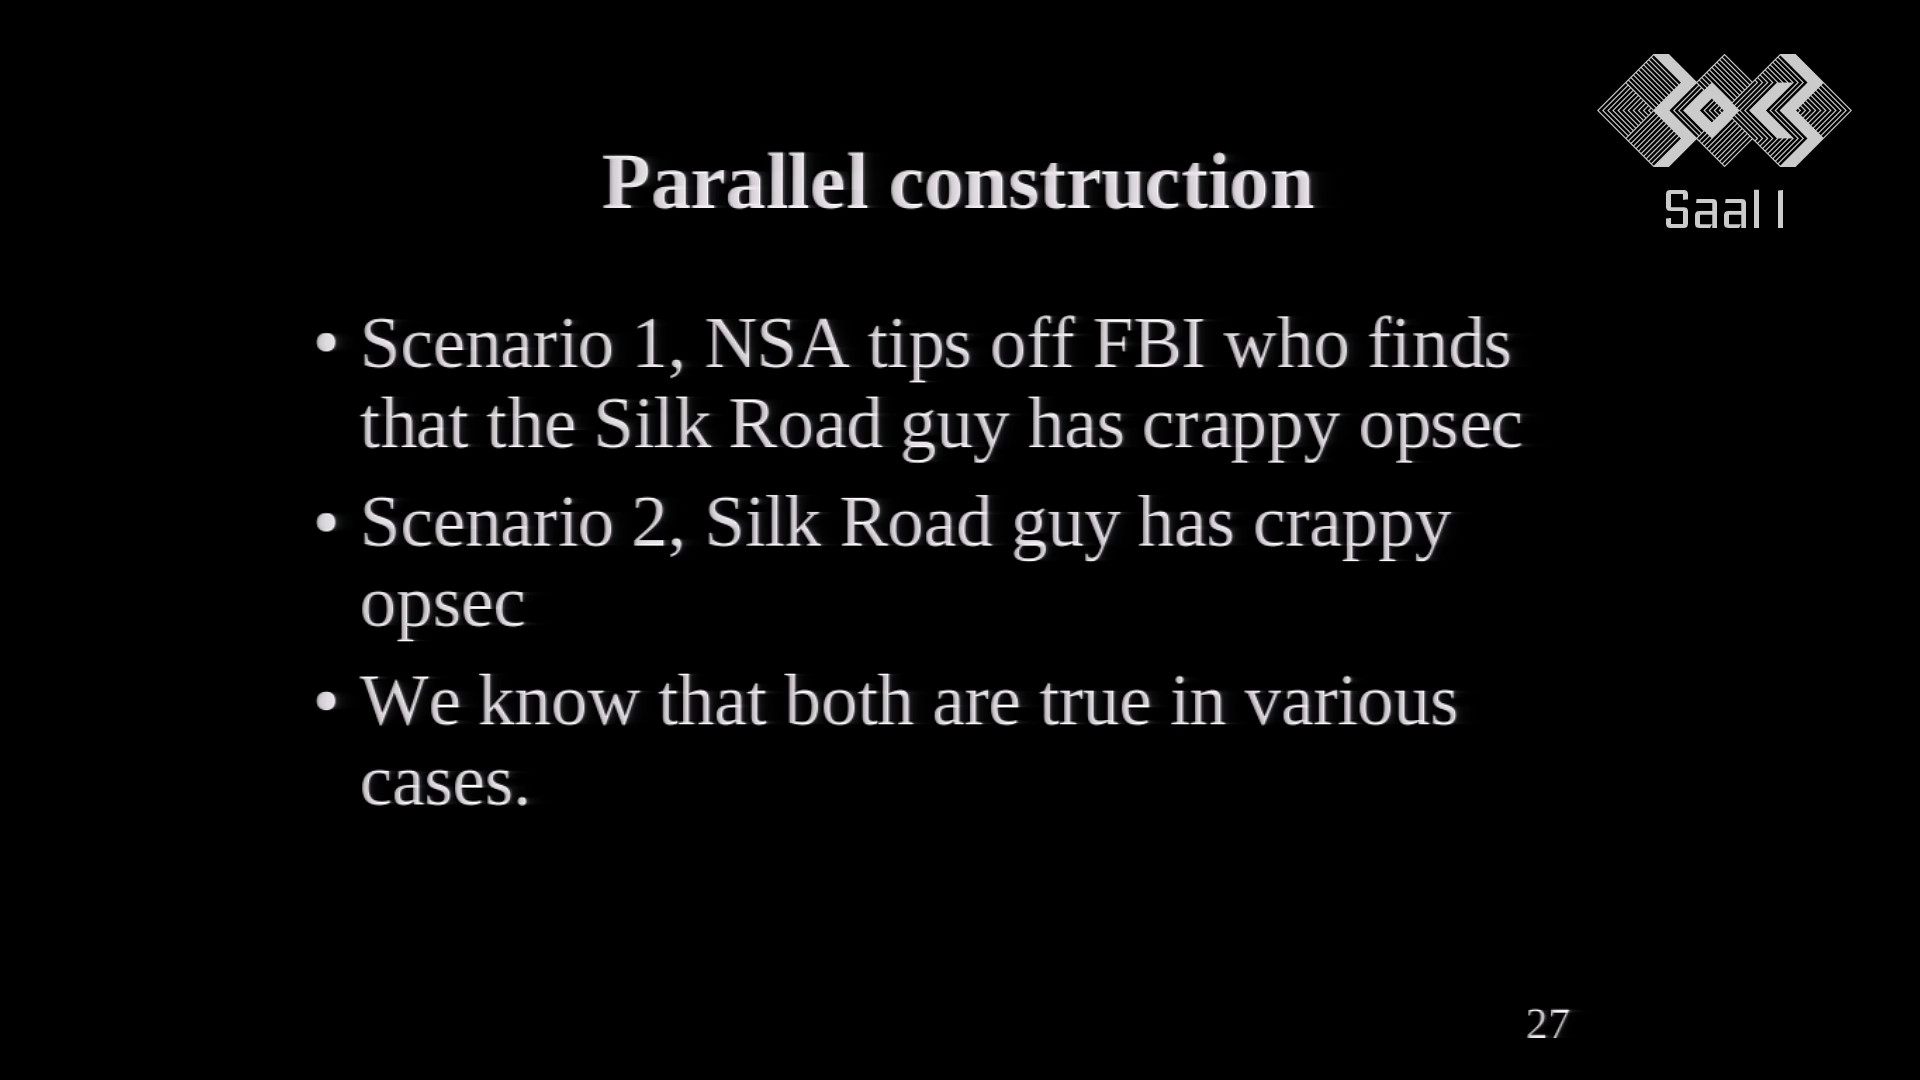 Parallel construction
Saal 1
• Scenario 1, NSA tips off FBI who finds
that the Silk Road guy has crappy opsec
• Scenario 2, Silk Road guy has crappy
opsec
• We know that both are true in various
cases.
27